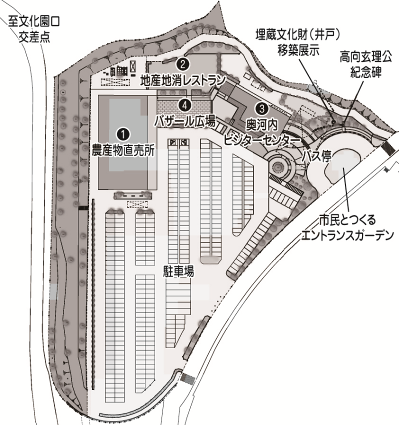 至文化園口
交差点
埋蔵文化財(井戸)
移築展示
高向玄理公
紀念碑
❷
地産地消レストラン
❹
バザール広場
❸
奥河内
ビジターセンター
❶
農産物直売所
バス停
市民とつくる
エントランスガーデン
駐車場